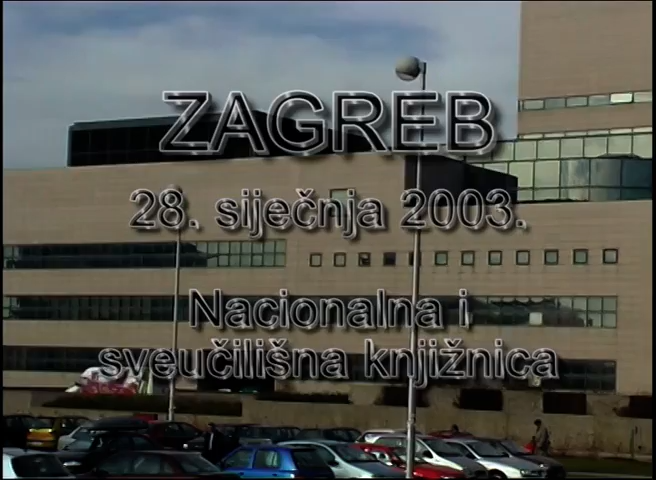 ZAGREB
28. siječnja 2003.
Nacionalna i
sveučilišna knjižnica